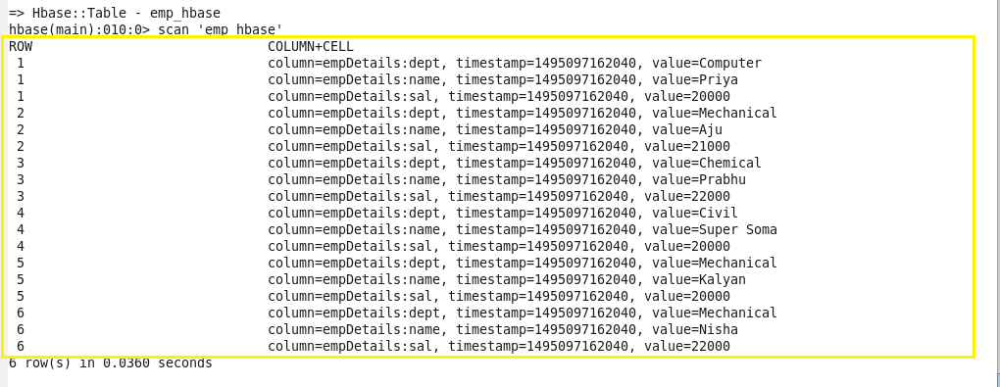 => Hbase::Table - emp_hbase
hbase(main):010:0> scan 'emp_hbase'
ROW COLUMN+CELL
1 column=empDetails:dept, timestamp=1495097162040, value=Computer
1 column=empDetails:name, timestamp=1495097162040, value=Priya
1 column=empDetails:sal, timestamp=1495097162040, value=20000
2 column=empDetails:dept, timestamp=1495097162040, value=Mechanical
2 column=empDetails:name, timestamp=1495097162040, value=Aju
2 column=empDetails:sal, timestamp=1495097162040, value=21000
3 column=empDetails:dept, timestamp=1495097162040, value=Chemical
3 column=empDetails:name, timestamp=1495097162040, value=Prabhu
3 column=empDetails:sal, timestamp=1495097162040, value=22000
4 column=empDetails:dept, timestamp=1495097162040, value=Civil
4 column=empDetails:name, timestamp=1495097162040, value=Super Soma
4 column=empDetails:sal, timestamp=1495097162040, value=20000
5 column=empDetails:dept, timestamp=1495097162040, value=Mechanical
5 column=empDetails:name, timestamp=1495097162040, value=Kalyan
5 column=empDetails:sal, timestamp=1495097162040, value=20000
6 column=empDetails:dept, timestamp=1495097162040, value=Mechanical
6 column=empDetails:name, timestamp=1495097162040, value=Nisha
6 column=empDetails:sal, timestamp=1495097162040, value=22000
6 row(s) in 0.0360 seconds